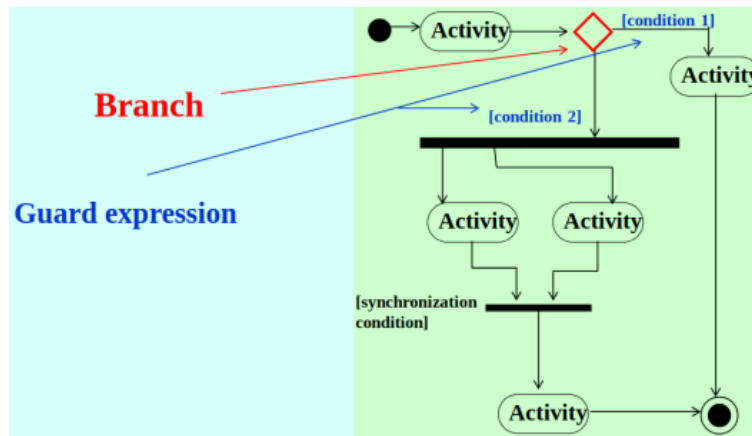 [condition 1]
Activity
Activity
Branch
[condition 2]
Guard expression
Activity
Activity
[synchronization
condition]
Activity